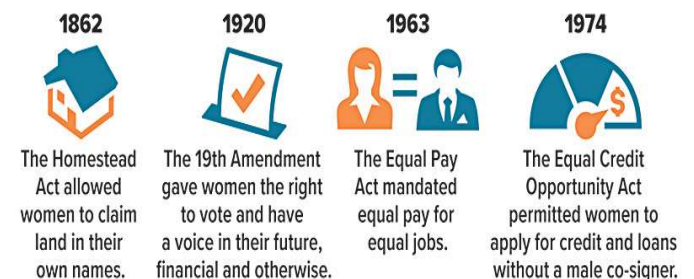 1862
The Homestead
Act allowed
women to claim
land in their
own names.
1920
The 19th Amendment
gave women the right
to vote and have
a voice in their future,
financial and otherwise.
1963
=
The Equal Pay
Act mandated
equal pay for
equal jobs.
1974
$
The Equal Credit
Opportunity Act
permitted women to
apply for credit and loans
without a male co-signer.